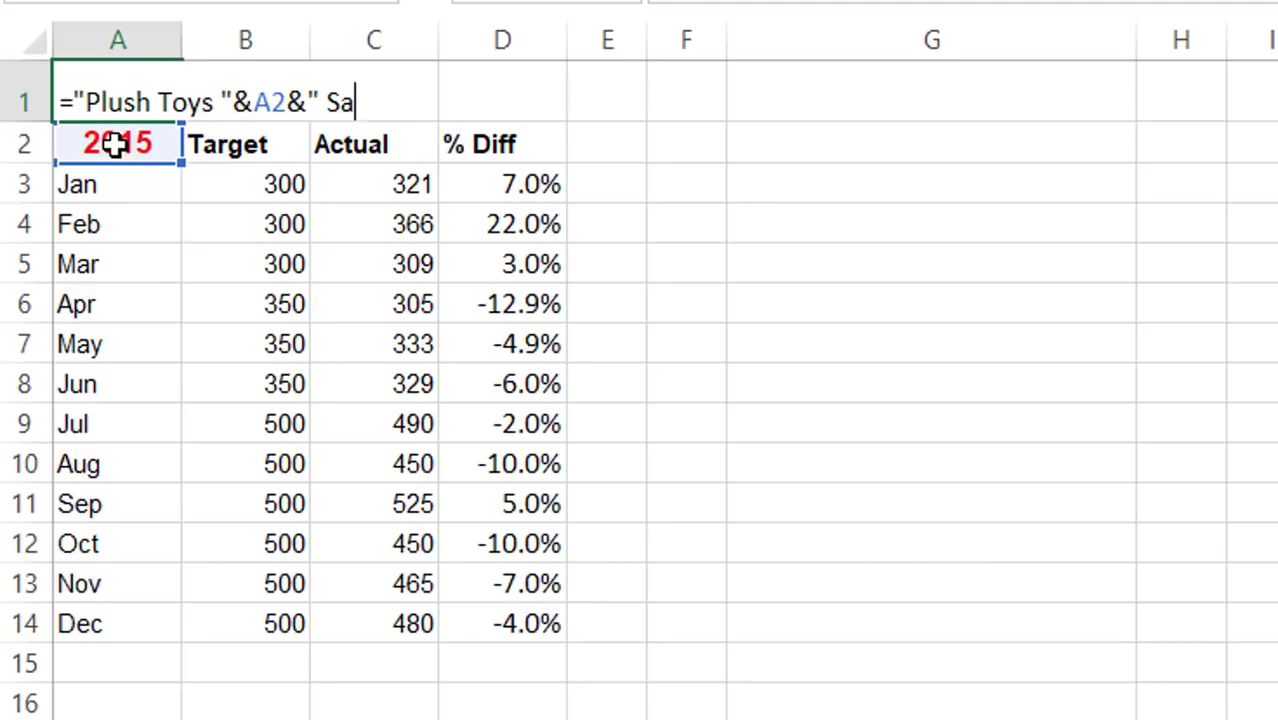 A B C D E F G H I
1 ="Plush Toys "&A2&" Sa
2 2015 Target Actual % Diff
3 Jan 300 321 7.0%
4 Feb 300 366 22.0%
5 Mar 300 309 3.0%
6 Apr 350 305 -12.9%
7 May 350 333 -4.9%
8 Jun 350 329 -6.0%
9 Jul 500 490 -2.0%
10 Aug 500 450 -10.0%
11 Sep 500 525 5.0%
12 Oct 500 450 -10.0%
13 Nov 500 465 -7.0%
14 Dec 500 480 -4.0%
15
16